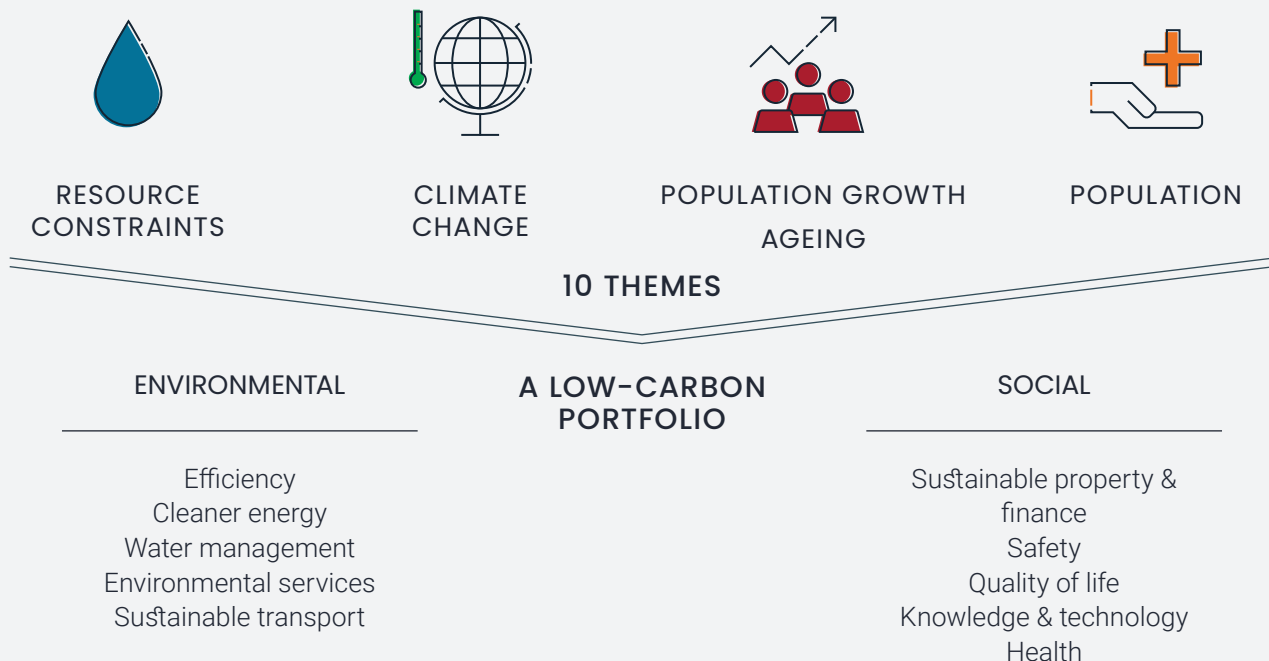 RESOURCE
CONSTRAINTS
CLIMATE
CHANGE
POPULATION GROWTH
AGEING
POPULATION
10 THEMES
ENVIRONMENTAL
Efficiency
Cleaner energy
Water management
Environmental services
Sustainable transport
A LOW-CARBON
PORTFOLIO
SOCIAL
Sustainable property &
finance
Safety
Quality of life
Knowledge & technology
Health